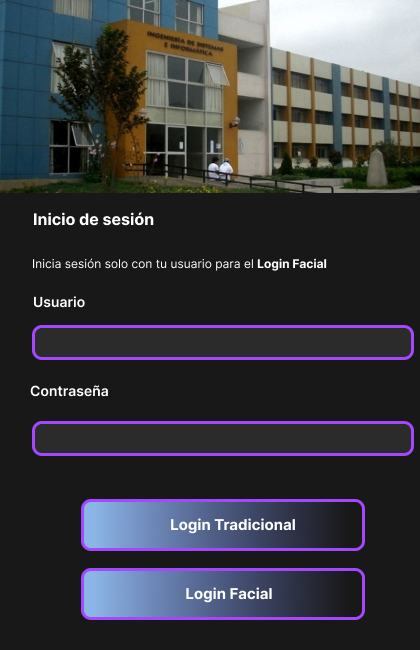 INGENIERÍA DE SISTEMAS
E INFORMÁTICA
Inicio de sesión
Inicia sesión solo con tu usuario para el Login Facial
Usuario
Contraseña
Login Tradicional
Login Facial